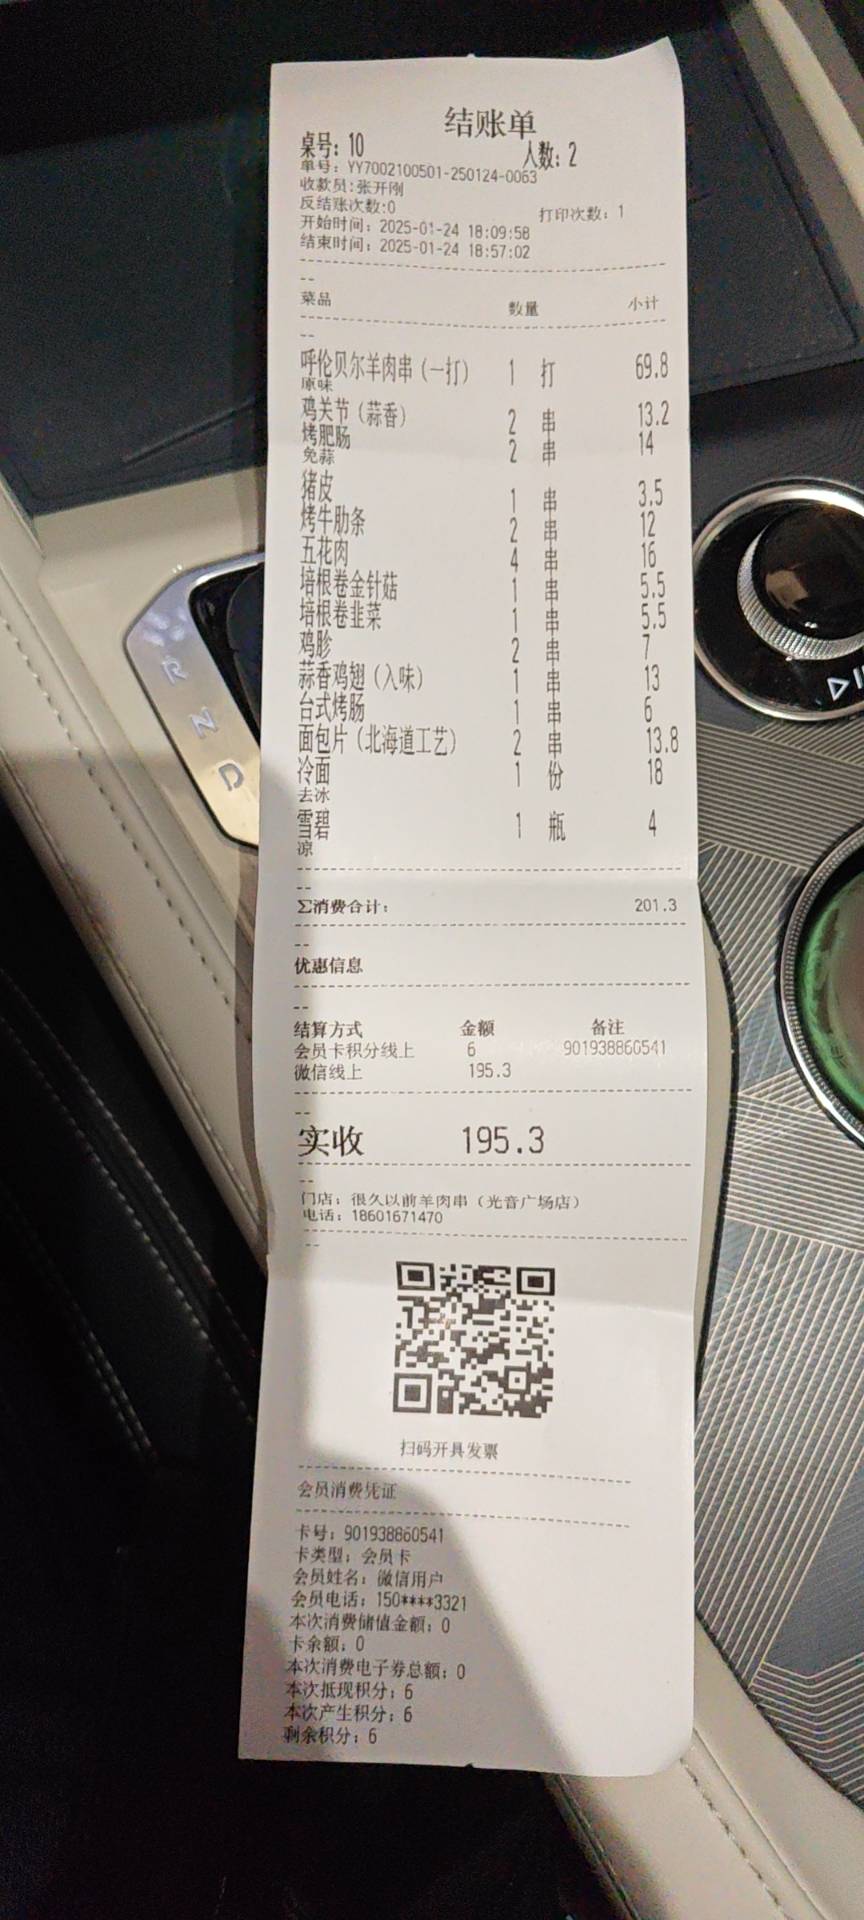 结账单
桌号：10 人数：2
单号：YY7002100501-250124-0063
收款员:张开刚
反结账次数:0 打印次数：1
开始时间：2025-01-24 18:09:58
结束时间：2025-01-24 18:57:02
--
菜品 数量 小计
--
呼伦贝尔羊肉串（一打） 1 打 69.8
原味
鸡关节（蒜香） 2 串 13.2
烤肥肠 2 串 14
免蒜
猪皮 1 串 3.5
烤牛肋条 2 串 12
五花肉 4 串 16
培根卷金针菇 1 串 5.5
培根卷韭菜 1 串 5.5
鸡胗 2 串 7
蒜香鸡翅（入味） 1 串 13
台式烤肠 1 串 6
面包片（北海道工艺） 2 串 13.8
冷面 1 份 18
去冰
雪碧 1 瓶 4
凉
--
∑消费合计： 201.3
--
优惠信息
--
结算方式 金额 备注
会员卡积分线上 6 901938860541
微信线上 195.3
--
实收 195.3
--
门店：很久以前羊肉串（光音广场店）
电话：18601671470
--
扫码开具发票
会员消费凭证
卡号：901938860541
卡类型：会员卡
会员姓名：微信用户
会员电话：150****3321
本次消费储值金额：0
卡余额：0
本次消费电子券总额：0
本次抵现积分：6
本次产生积分：6
剩余积分：6
R
N
D